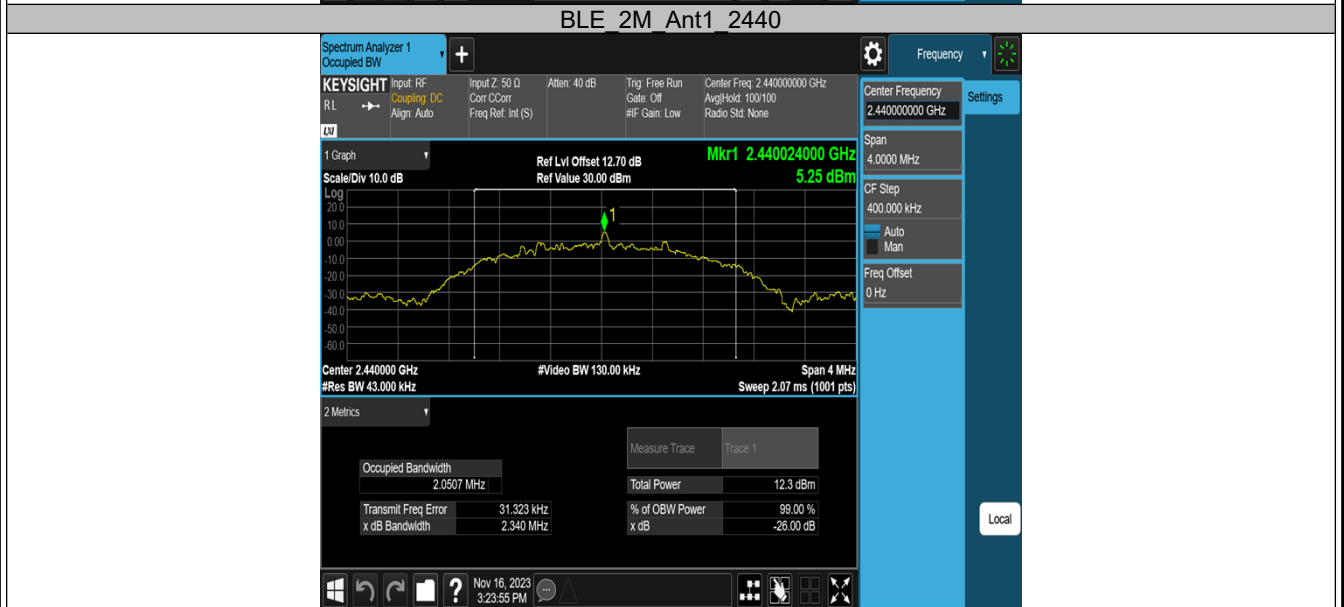 BLE_2M_Ant1_2440
Spectrum Analyzer 1
Occupied BW
+
Frequency
KEYSIGHT
RL
LXI
Input: RF
Coupling: DC
Align: Auto
Input Z: 50 Ω
Corr CCorr
Freq Ref: Int (S)
Atten: 40 dB
Trig: Free Run
Gate: Off
#IF Gain: Low
Center Freq: 2.440000000 GHz
Avg|Hold: 100/100
Radio Std: None
Center Frequency
2.440000000 GHz
Settings
Span
4.0000 MHz
CF Step
400.000 kHz
Auto
Man
Freq Offset
0 Hz
Local
1 Graph
Scale/Div 10.0 dB
Ref Lvl Offset 12.70 dB
Ref Value 30.00 dBm
Mkr1 2.440024000 GHz
5.25 dBm
Log
20.0
10.0
0.00
-10.0
-20.0
-30.0
-40.0
-50.0
-60.0
1
Center 2.440000 GHz
#Video BW 130.00 kHz
Span 4 MHz
#Res BW 43.000 kHz
Sweep 2.07 ms (1001 pts)
2 Metrics
Measure Trace Trace 1
Occupied Bandwidth
2.0507 MHz
Total Power 12.3 dBm
Transmit Freq Error 31.323 kHz
% of OBW Power 99.00 %
x dB Bandwidth 2.340 MHz
x dB -26.00 dB
?
Nov 16, 2023
3:23:55 PM